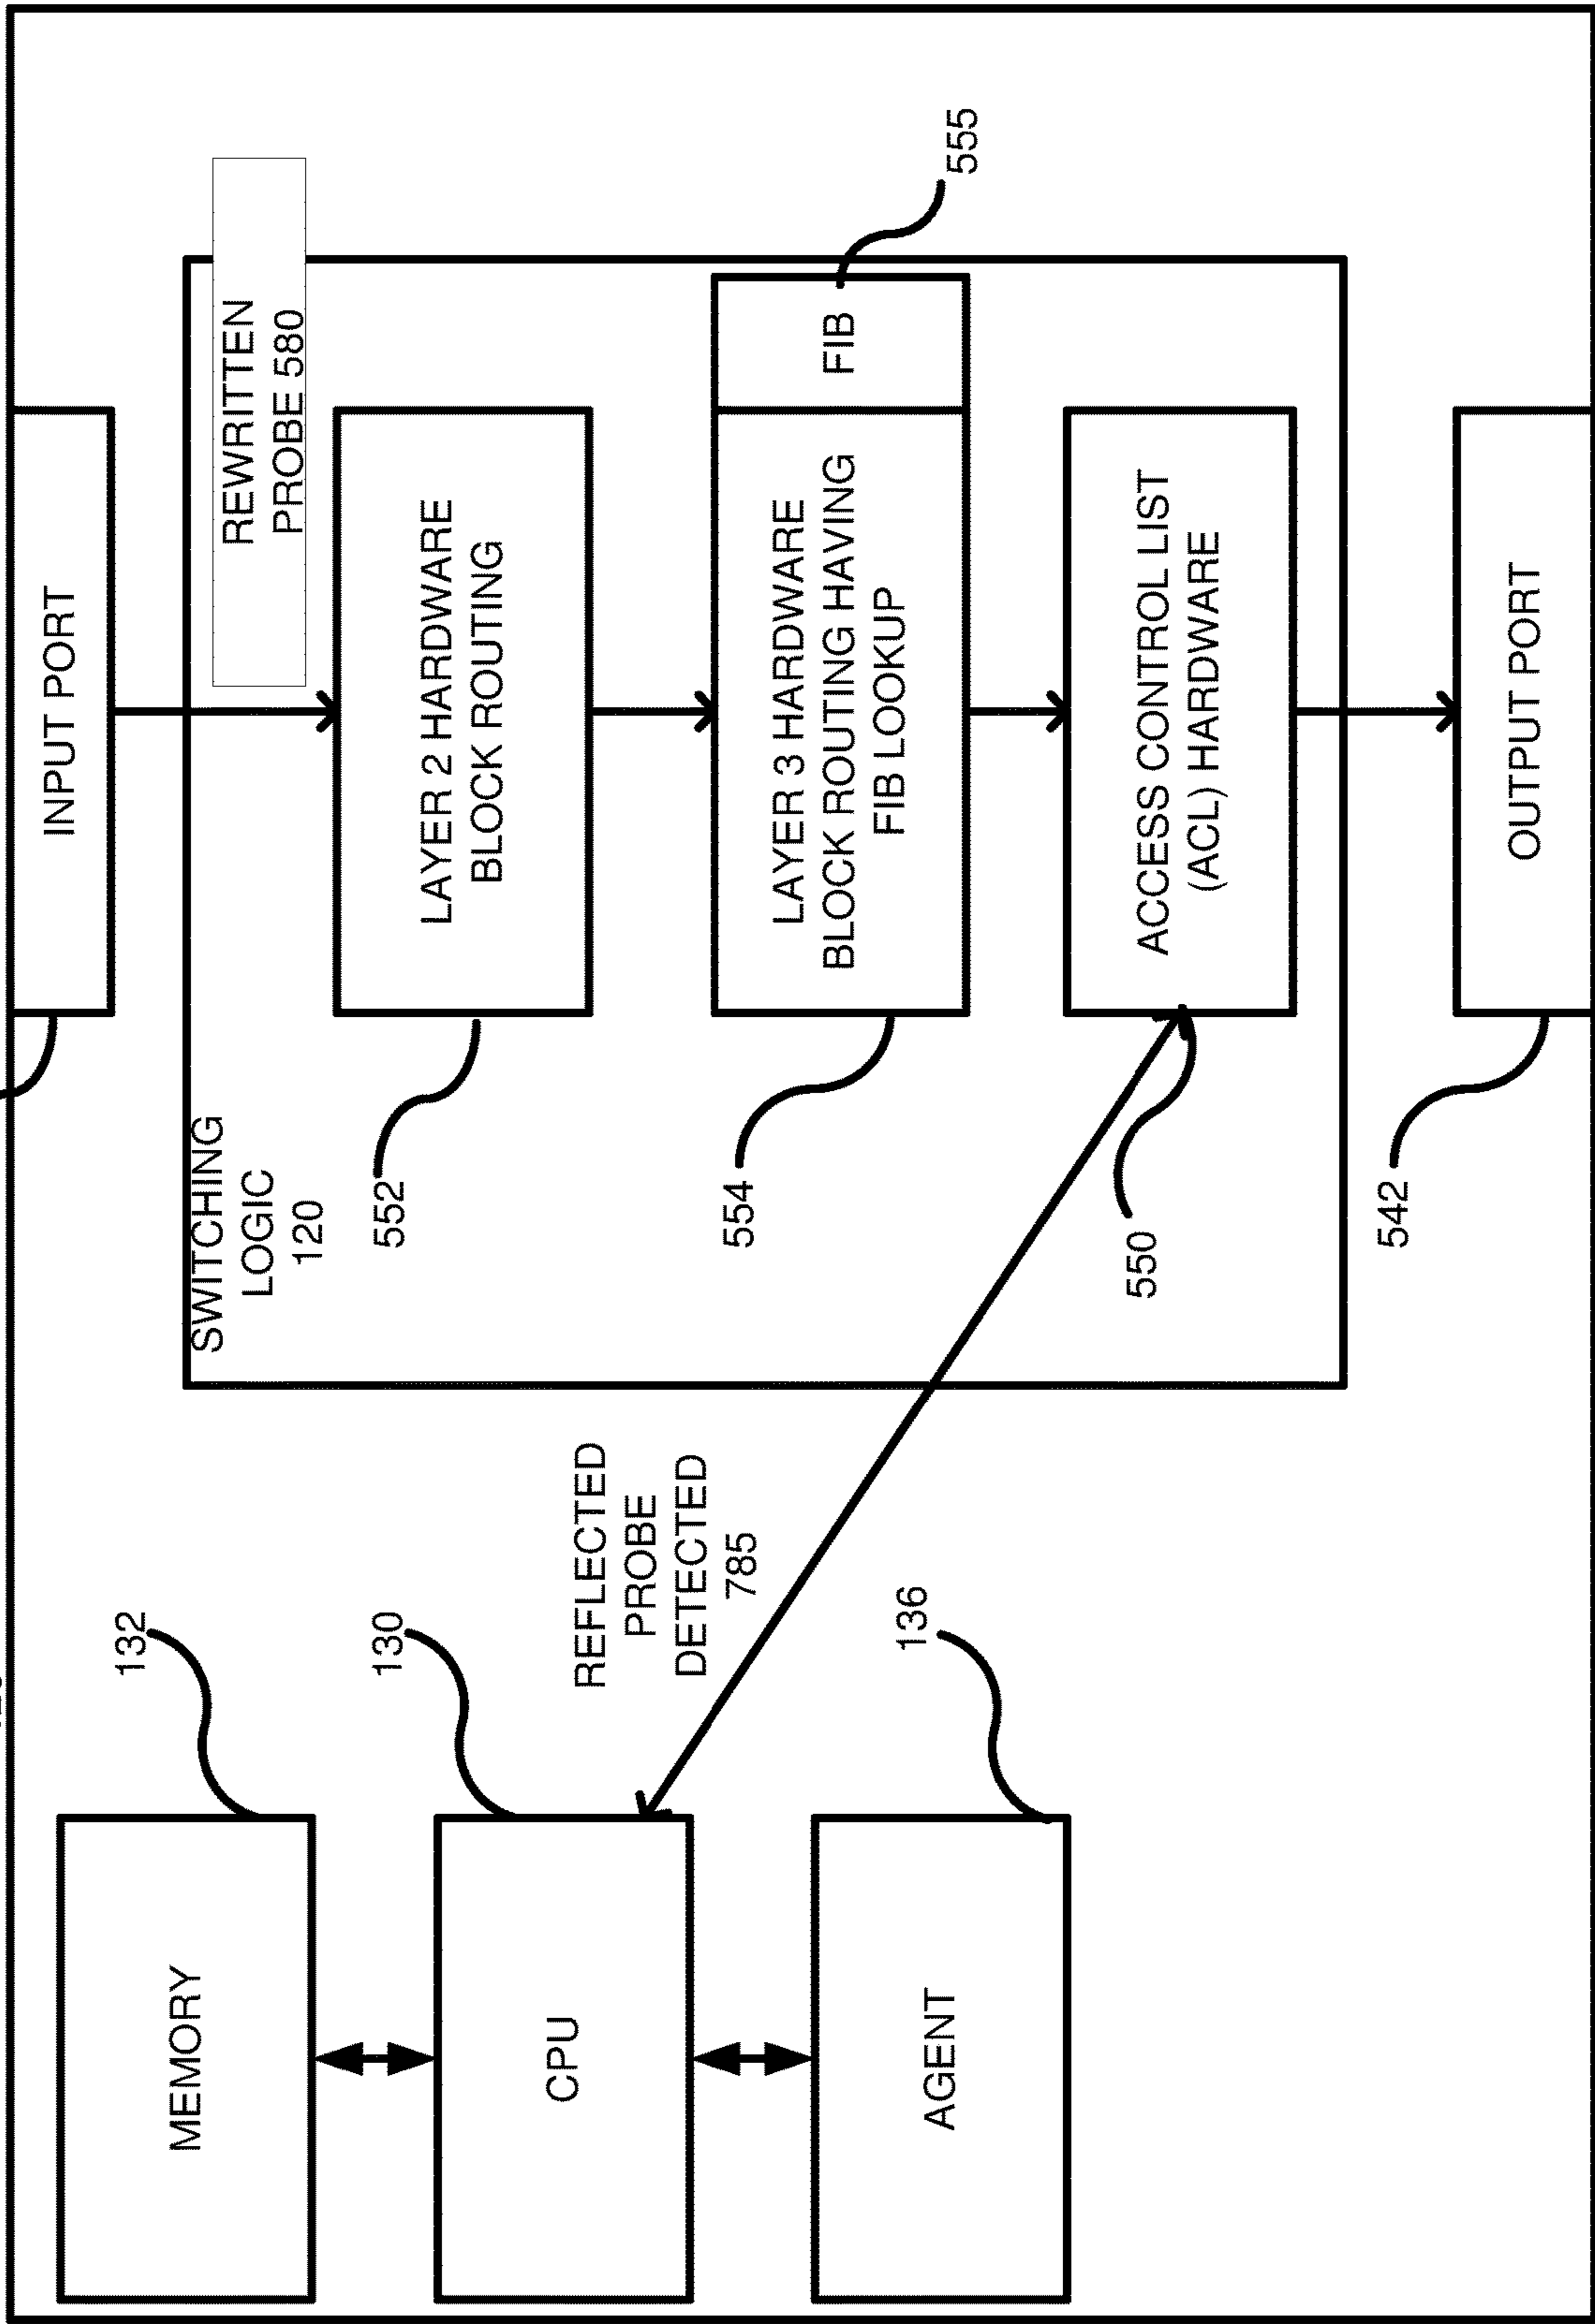 INPUT PORT
132
MEMORY
SWITCHING
LOGIC
120
REWRITTEN
PROBE 580
130
CPU
552
LAYER 2 HARDWARE
BLOCK ROUTING
REFLECTED
PROBE
DETECTED
785
554
LAYER 3 HARDWARE
BLOCK ROUTING HAVING
FIB LOOKUP
FIB
555
136
AGENT
550
ACCESS CONTROL LIST
(ACL) HARDWARE
542
OUTPUT PORT